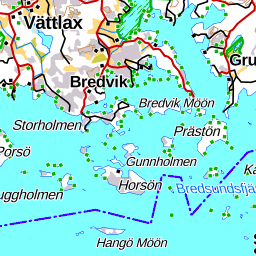 Vättlax
Gru
Bredvik
Bredvik Möön
Storholmen
Prästön
Porsö
Gunnholmen
Ka
Horsön
Bredsundsfjä
uggholmen
Hangö Möön
S